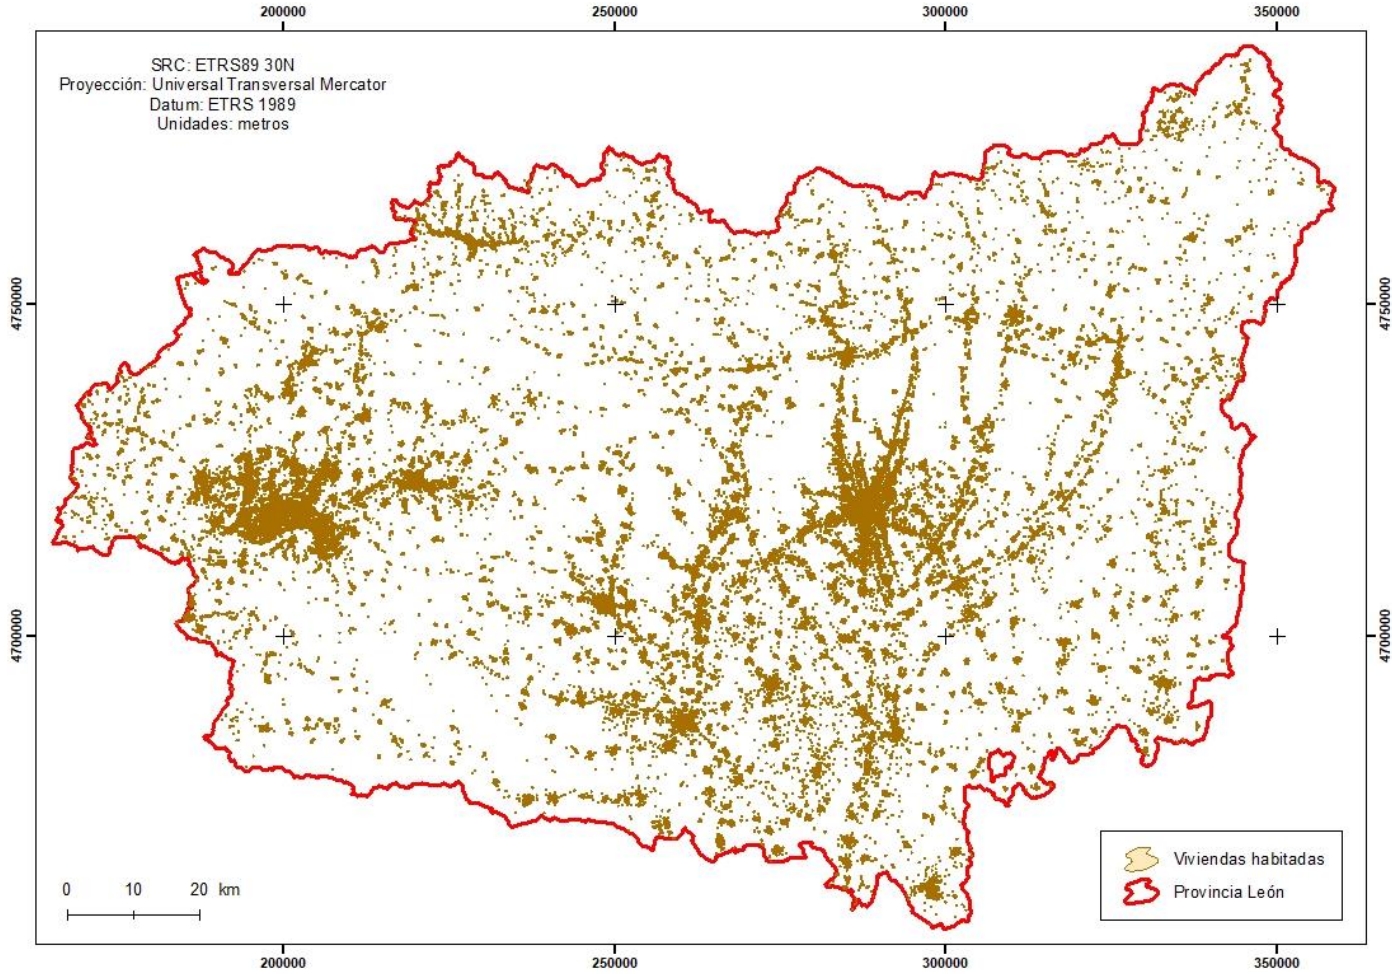 200000 250000 300000 350000
SRC: ETRS89 30N
Proyección: Universal Transversal Mercator
Datum: ETRS 1989
Unidades: metros
4750000 4750000
4700000 4700000
Viviendas habitadas
Provincia León
0 10 20 km
200000 250000 300000 350000